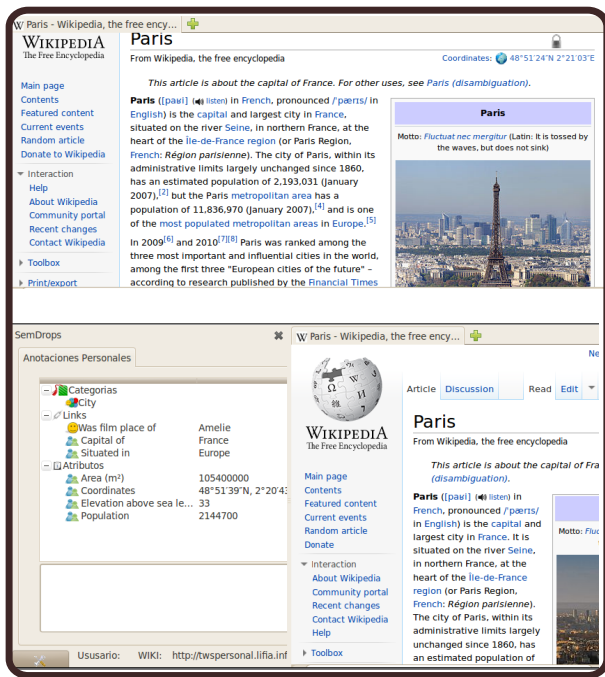 W Paris - Wikipedia, the free ency...
WIKIPEDIA
The Free Encyclopedia
Main page
Contents
Featured content
Current events
Random article
Donate to Wikipedia
Interaction
Help
About Wikipedia
Community portal
Recent changes
Contact Wikipedia
Toolbox
Print/export
Paris
From Wikipedia, the free encyclopedia
Coordinates: 48°51′24″N 2°21′03″E
This article is about the capital of France. For other uses, see Paris (disambiguation).
Paris ([paʁi] (listen) in French, pronounced /ˈpærɪs/ in
English) is the capital and largest city in France,
situated on the river Seine, in northern France, at the
heart of the Île-de-France region (or Paris Region,
French: Région parisienne). The city of Paris, within its
administrative limits largely unchanged since 1860,
has an estimated population of 2,193,031 (January
2007),[2] but the Paris metropolitan area has a
population of 11,836,970 (January 2007),[4] and is one
of the most populated metropolitan areas in Europe.[5]
In 2009[6] and 2010[7][8] Paris was ranked among the
three most important and influential cities in the world,
among the first three "European cities of the future" –
according to research published by the Financial Times
Paris
Motto: Fluctuat nec mergitur (Latin: It is tossed by
the waves, but does not sink)
SemDrops
Anotaciones Personales
Categorias
City
Links
Was film place of Amelie
Capital of France
Situated in Europe
Atributos
Area (m²) 105400000
Coordinates 48°51′39″N, 2°20′43
Elevation above sea le... 33
Population 2144700
Ususario: WIKI: http://twspersonal.lifia.inf
W Paris - Wikipedia, the free ency...
Ω W И 維
WIKIPEDIA
The Free Encyclopedia
Main page
Contents
Featured content
Current events
Random article
Donate
Interaction
About Wikipedia
Community portal
Recent changes
Contact Wikipedia
Help
Toolbox
Ne
Article Discussion Read Edit
Paris
From Wikipedia, the free encyclopedia
This article is about the capital of Fra
(disambiguation).
Paris ([paʁi] (listen) in
French, pronounced /ˈpærɪs/
in English) is the capital and
largest city in France. It is
situated on the river Seine,
in northern France, at the
heart of the Île-de-France
region (or Paris Region,
French: Région parisienne).
The city of Paris, within its
administrative limits largely
unchanged since 1860, has
an estimated population of
Motto: Fluc